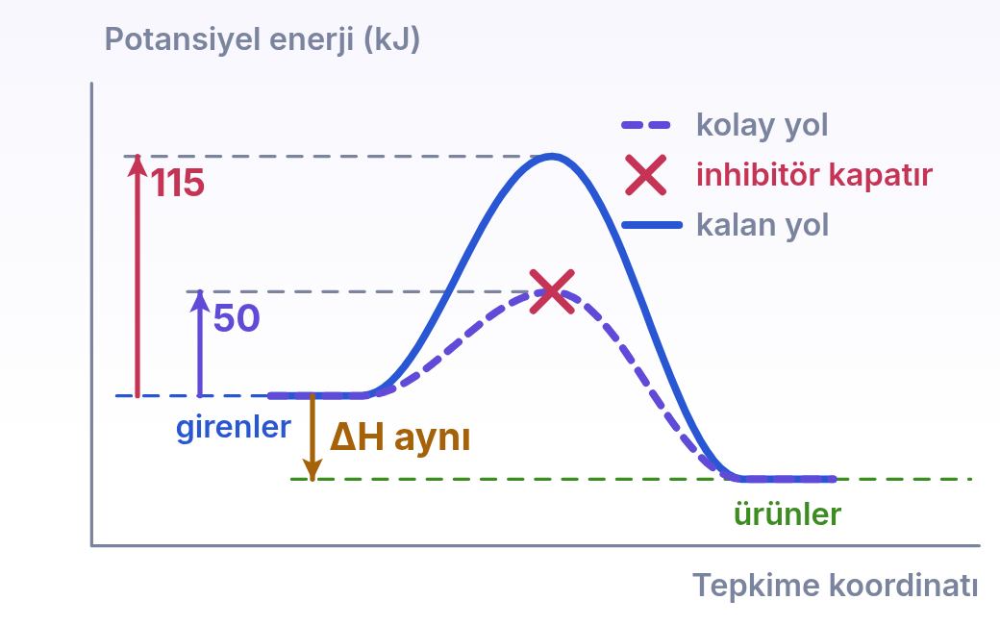 Potansiyel enerji (kJ)
kolay yol
inhibitör kapatır
kalan yol
115
50
girenler
ΔH aynı
ürünler
Tepkime koordinatı